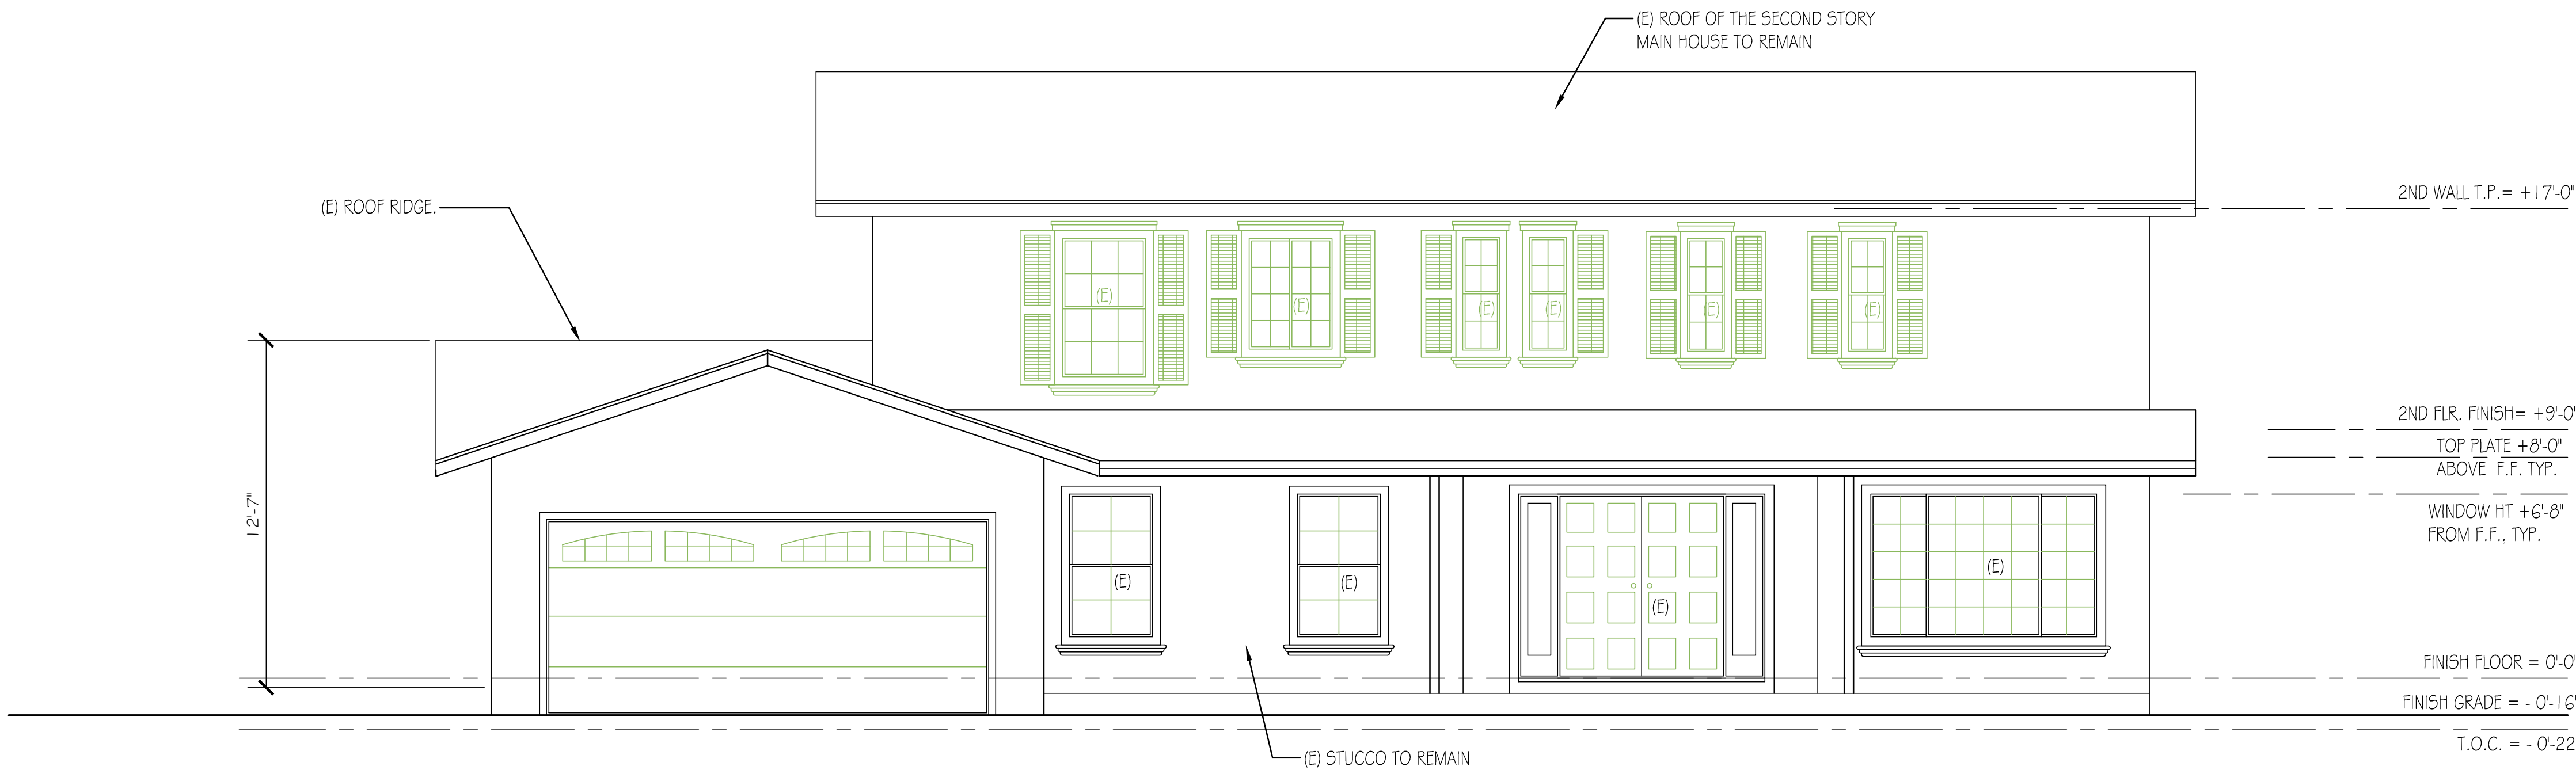 (E) ROOF OF THE SECOND STORY
MAIN HOUSE TO REMAIN
2ND WALL T.P.= +17'-0"
(E) ROOF RIDGE.
(E)
(E)
(E)
(E)
(E)
(E)
2ND FLR. FINISH= +9'-0"
TOP PLATE +8'-0"
ABOVE F.F. TYP.
12'-7"
WINDOW HT +6'-8"
FROM F.F., TYP.
(E)
(E)
(E)
(E)
FINISH FLOOR = 0'-0"
FINISH GRADE = - 0'-16"
T.O.C. = - 0'-22
(E) STUCCO TO REMAIN